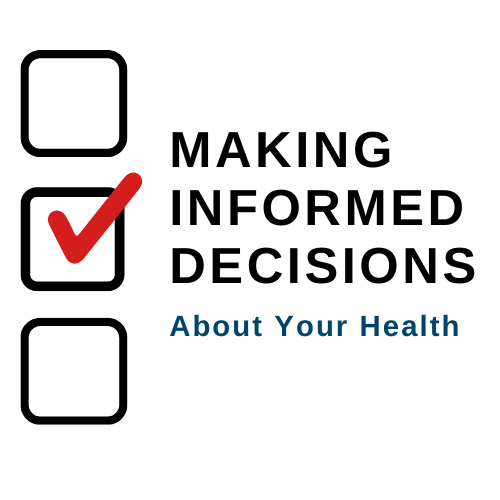 MAKING
INFORMED
DECISIONS
About Your Health